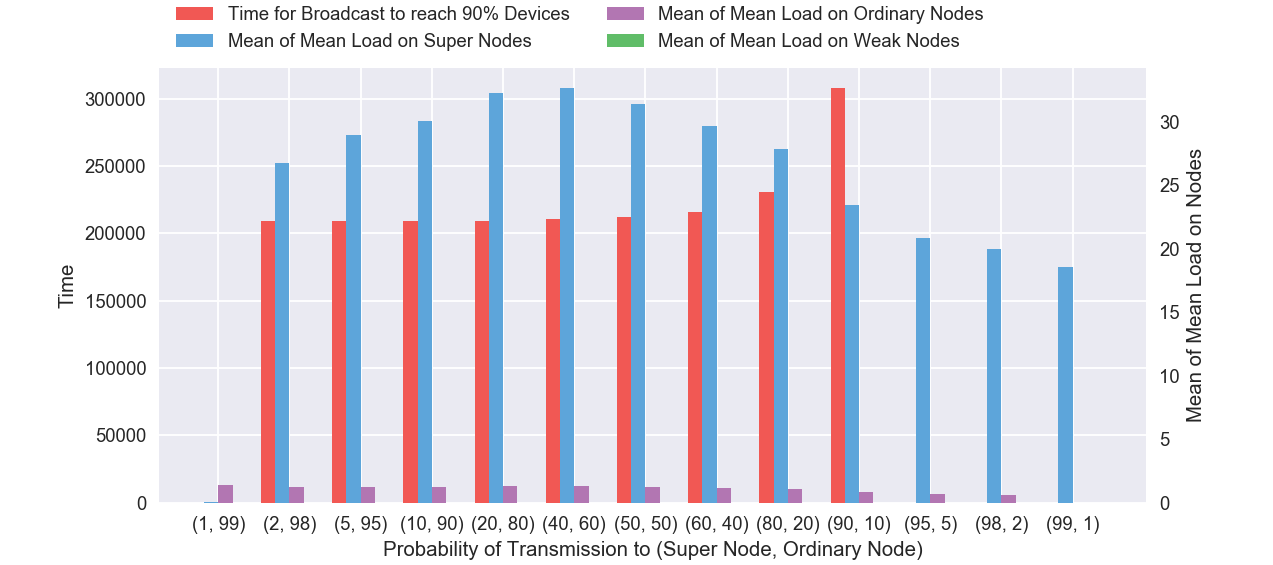 Time for Broadcast to reach 90% Devices
Mean of Mean Load on Super Nodes
Mean of Mean Load on Ordinary Nodes
Mean of Mean Load on Weak Nodes
300000
250000
200000
150000
100000
50000
0
Time
30
25
20
15
10
5
0
Mean of Mean Load on Nodes
(1, 99) (2, 98) (5, 95) (10, 90) (20, 80) (40, 60) (50, 50) (60, 40) (80, 20) (90, 10) (95, 5) (98, 2) (99, 1)
Probability of Transmission to (Super Node, Ordinary Node)